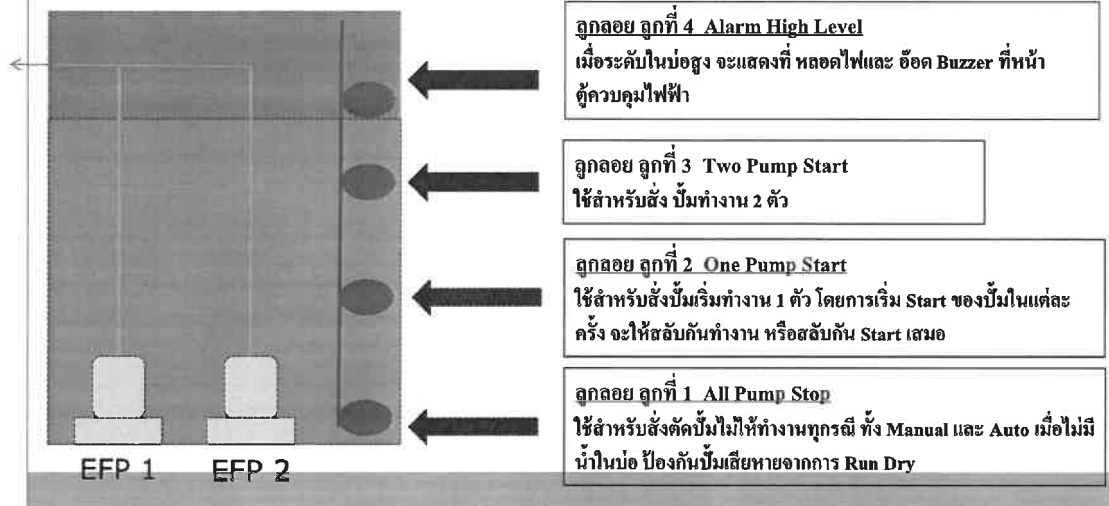 ลูกลอย ลูกที่ 4 Alarm High Level
เมื่อระดับในบ่อสูง จะแสดงที่ หลอดไฟและ อ๊อด Buzzer ที่หน้า
ตู้ควบคุมไฟฟ้า
ลูกลอย ลูกที่ 3 Two Pump Start
ใช้สำหรับสั่ง ปั๊มทำงาน 2 ตัว
ลูกลอย ลูกที่ 2 One Pump Start
ใช้สำหรับสั่งปั๊มเริ่มทำงาน 1 ตัว โดยการเริ่ม Start ของปั๊มในแต่ละ
ครั้ง จะให้สลับกันทำงาน หรือสลับกัน Start เสมอ
ลูกลอย ลูกที่ 1 All Pump Stop
ใช้สำหรับสั่งตัดปั๊มไม่ให้ทำงานทุกรณี ทั้ง Manual และ Auto เมื่อไม่มี
น้ำในบ่อ ป้องกันปั๊มเสียหายจากการ Run Dry
EFP 1 EFP 2